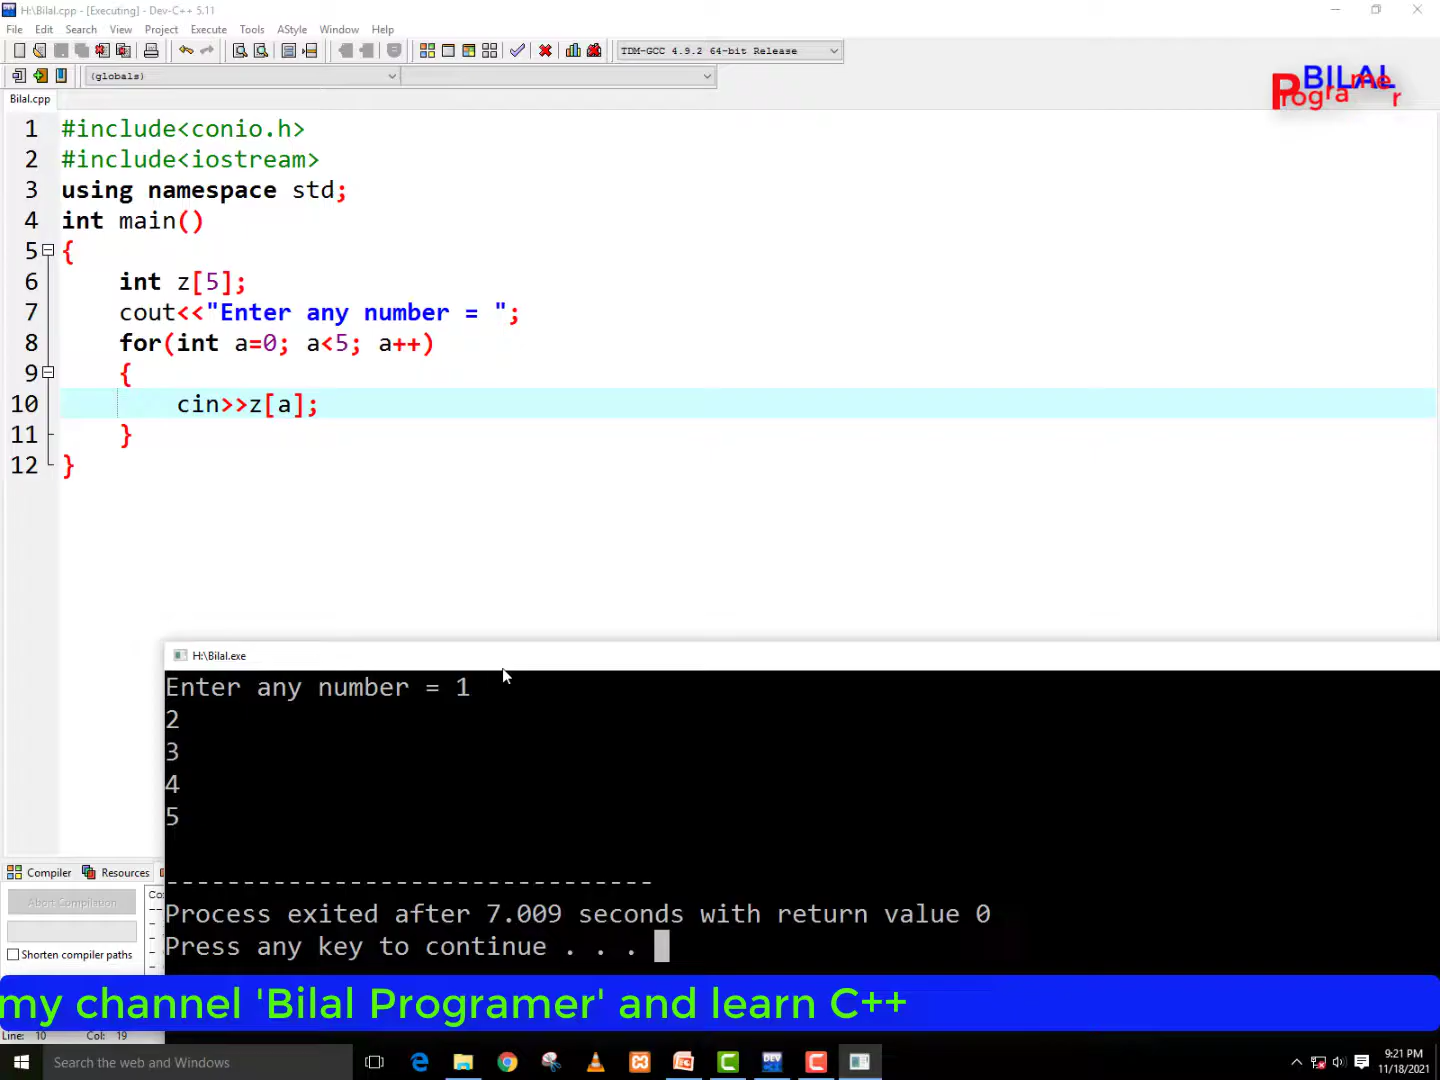 H:\Bilal.cpp - [Executing] - Dev-C++ 5.11
File Edit Search View Project Execute Tools AStyle Window Help
TDM-GCC 4.9.2 64-bit Release
(globals)
BILAL
Programer
Bilal.cpp
1 #include<conio.h>
2 #include<iostream>
3 using namespace std;
4 int main()
5 {
6 int z[5];
7 cout<<"Enter any number = ";
8 for(int a=0; a<5; a++)
9 {
10 cin>>z[a];
11 }
12 }
H:\Bilal.exe
Enter any number = 1
2
3
4
5
--------------------------------
Process exited after 7.009 seconds with return value 0
Press any key to continue . . .
Compiler Resources
Abort Compilation
Shorten compiler paths
my channel 'Bilal Programer' and learn C++
Line: 10 Col: 19
Search the web and Windows
9:21 PM
11/18/2021